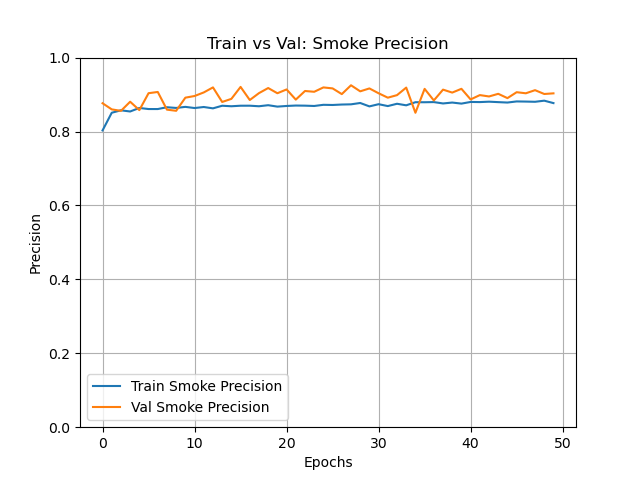 Train vs Val: Smoke Precision
1.0
0.8
0.6
0.4
0.2
0.0
Precision
Train Smoke Precision
Val Smoke Precision
0 10 20 30 40 50
Epochs